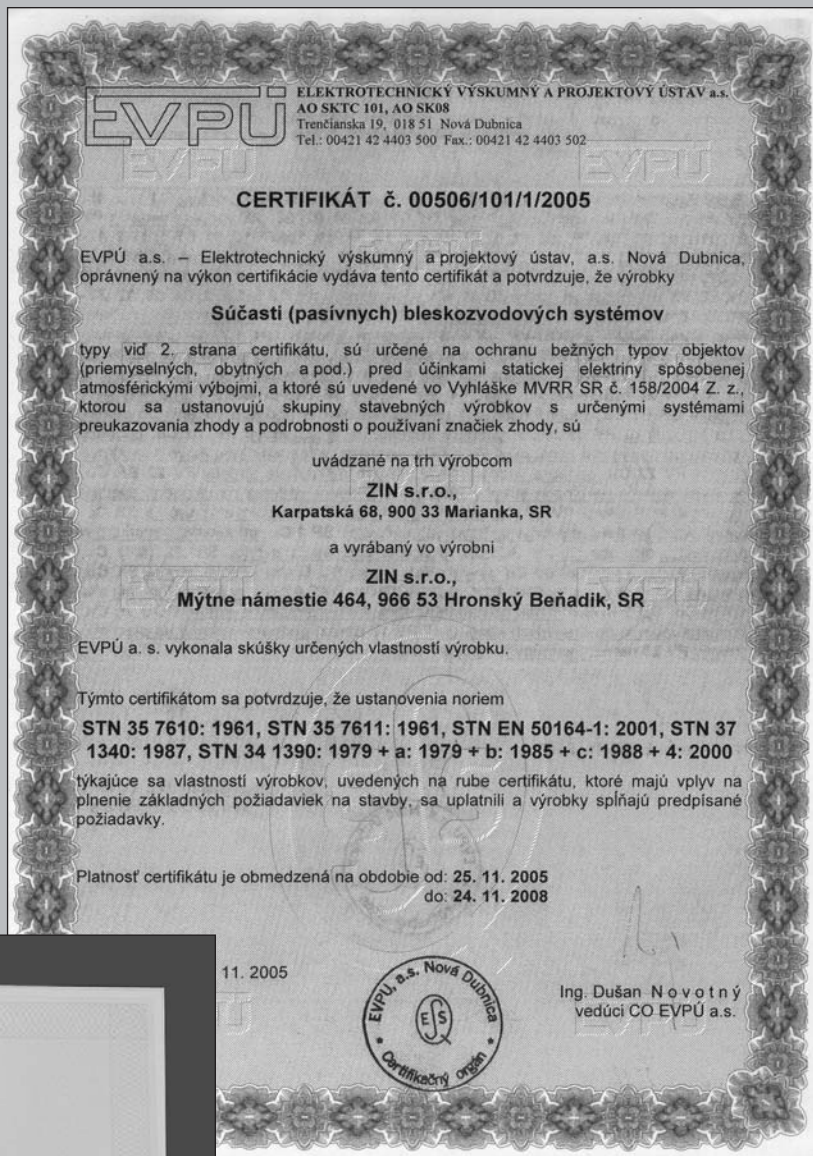 EVPÚ
ELEKTROTECHNICKÝ VÝSKUMNÝ A PROJEKTOVÝ ÚSTAV a.s.
AO SKTC 101, AO SK08
Trenčianska 19, 018 51 Nová Dubnica
Tel.: 00421 42 4403 500 Fax.: 00421 42 4403 502
CERTIFIKÁT č. 00506/101/1/2005
EVPÚ a.s. – Elektrotechnický výskumný a projektový ústav, a.s. Nová Dubnica,
oprávnený na výkon certifikácie vydáva tento certifikát a potvrdzuje, že výrobky
Súčasti (pasívnych) bleskozvodových systémov
typy viď 2. strana certifikátu, sú určené na ochranu bežných typov objektov
(priemyselných, obytných a pod.) pred účinkami statickej elektriny spôsobenej
atmosférickými výbojmi, a ktoré sú uvedené vo Vyhláške MVRR SR č. 158/2004 Z. z.,
ktorou sa ustanovujú skupiny stavebných výrobkov s určenými systémami
preukazovania zhody a podrobnosti o používaní značiek zhody, sú
uvádzané na trh výrobcom
ZIN s.r.o.,
Karpatská 68, 900 33 Marianka, SR
a vyrábaný vo výrobni
ZIN s.r.o.,
Mýtne námestie 464, 966 53 Hronský Beňadik, SR
EVPÚ a. s. vykonala skúšky určených vlastností výrobku.
Týmto certifikátom sa potvrdzuje, že ustanovenia noriem
STN 35 7610: 1961, STN 35 7611: 1961, STN EN 50164-1: 2001, STN 37
1340: 1987, STN 34 1390: 1979 + a: 1979 + b: 1985 + c: 1988 + 4: 2000
týkajúce sa vlastností výrobkov, uvedených na rube certifikátu, ktoré majú vplyv na
plnenie základných požiadaviek na stavby, sa uplatnili a výrobky spĺňajú predpísané
požiadavky.
Platnosť certifikátu je obmedzená na obdobie od: 25. 11. 2005
do: 24. 11. 2008
11. 2005
EVPÚ, a.s. Nová Dubnica
Certifikačný orgán
Ing. Dušan Novotný
vedúci CO EVPÚ a.s.